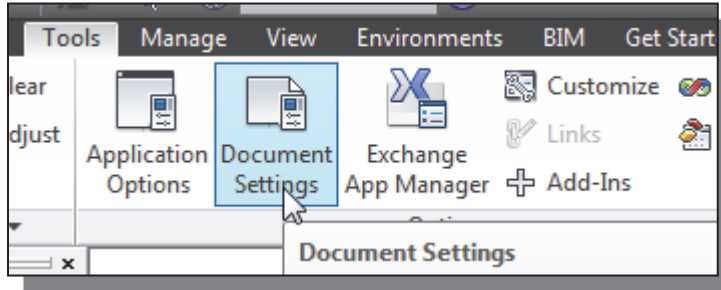 Tools Manage View Environments BIM Get Start
lear
djust
Application Options
Document Settings
Exchange App Manager
Customize
Links
Add-Ins
Document Settings